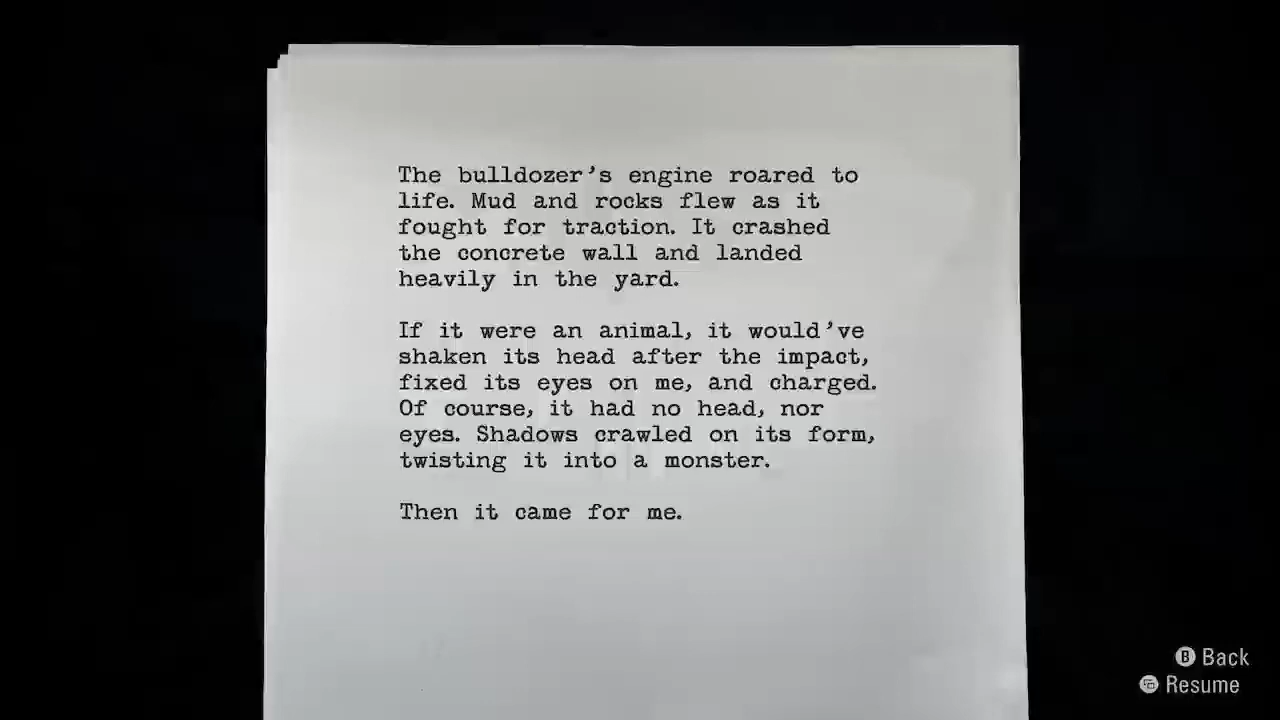 The bulldozer's engine roared to
life. Mud and rocks flew as it
fought for traction. It crashed
the concrete wall and landed
heavily in the yard.
If it were an animal, it would've
shaken its head after the impact,
fixed its eyes on me, and charged.
Of course, it had no head, nor
eyes. Shadows crawled on its form,
twisting it into a monster.
Then it came for me.
B Back
Resume